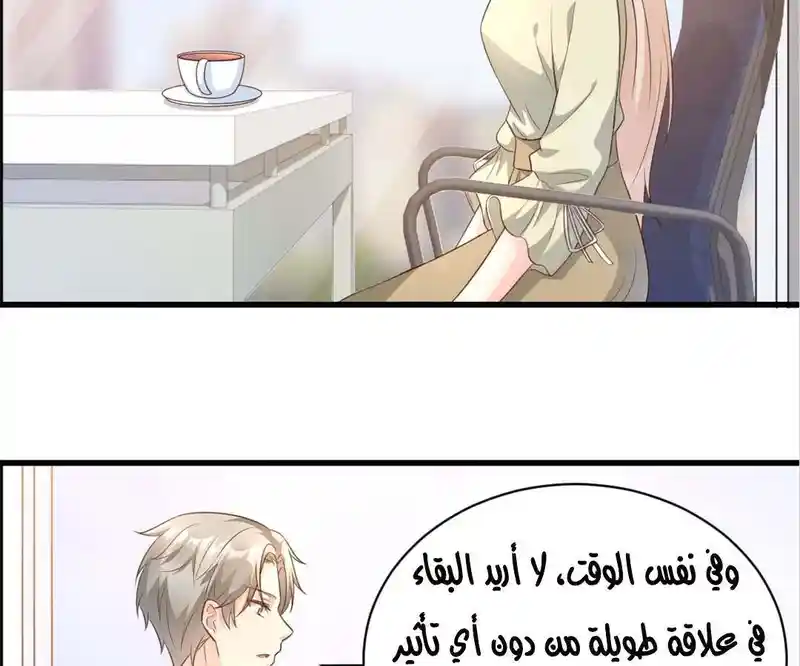 وفي نفس الوقت، لا أريد البقاء
في علاقة طويلة من دون أي تأثير